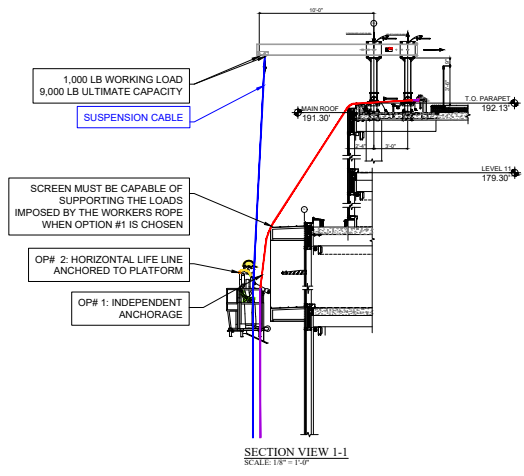 10'-0"
1,000 LB WORKING LOAD
9,000 LB ULTIMATE CAPACITY
SUSPENSION CABLE
MAIN ROOF
191.30'
T.O. PARAPET
192.13'
3'-0"
LEVEL 11
179.30'
SCREEN MUST BE CAPABLE OF
SUPPORTING THE LOADS
IMPOSED BY THE WORKERS ROPE
WHEN OPTION #1 IS CHOSEN
OP# 2: HORIZONTAL LIFE LINE
ANCHORED TO PLATFORM
OP# 1: INDEPENDENT
ANCHORAGE
SECTION VIEW 1-1
SCALE: 1/8" = 1'-0"